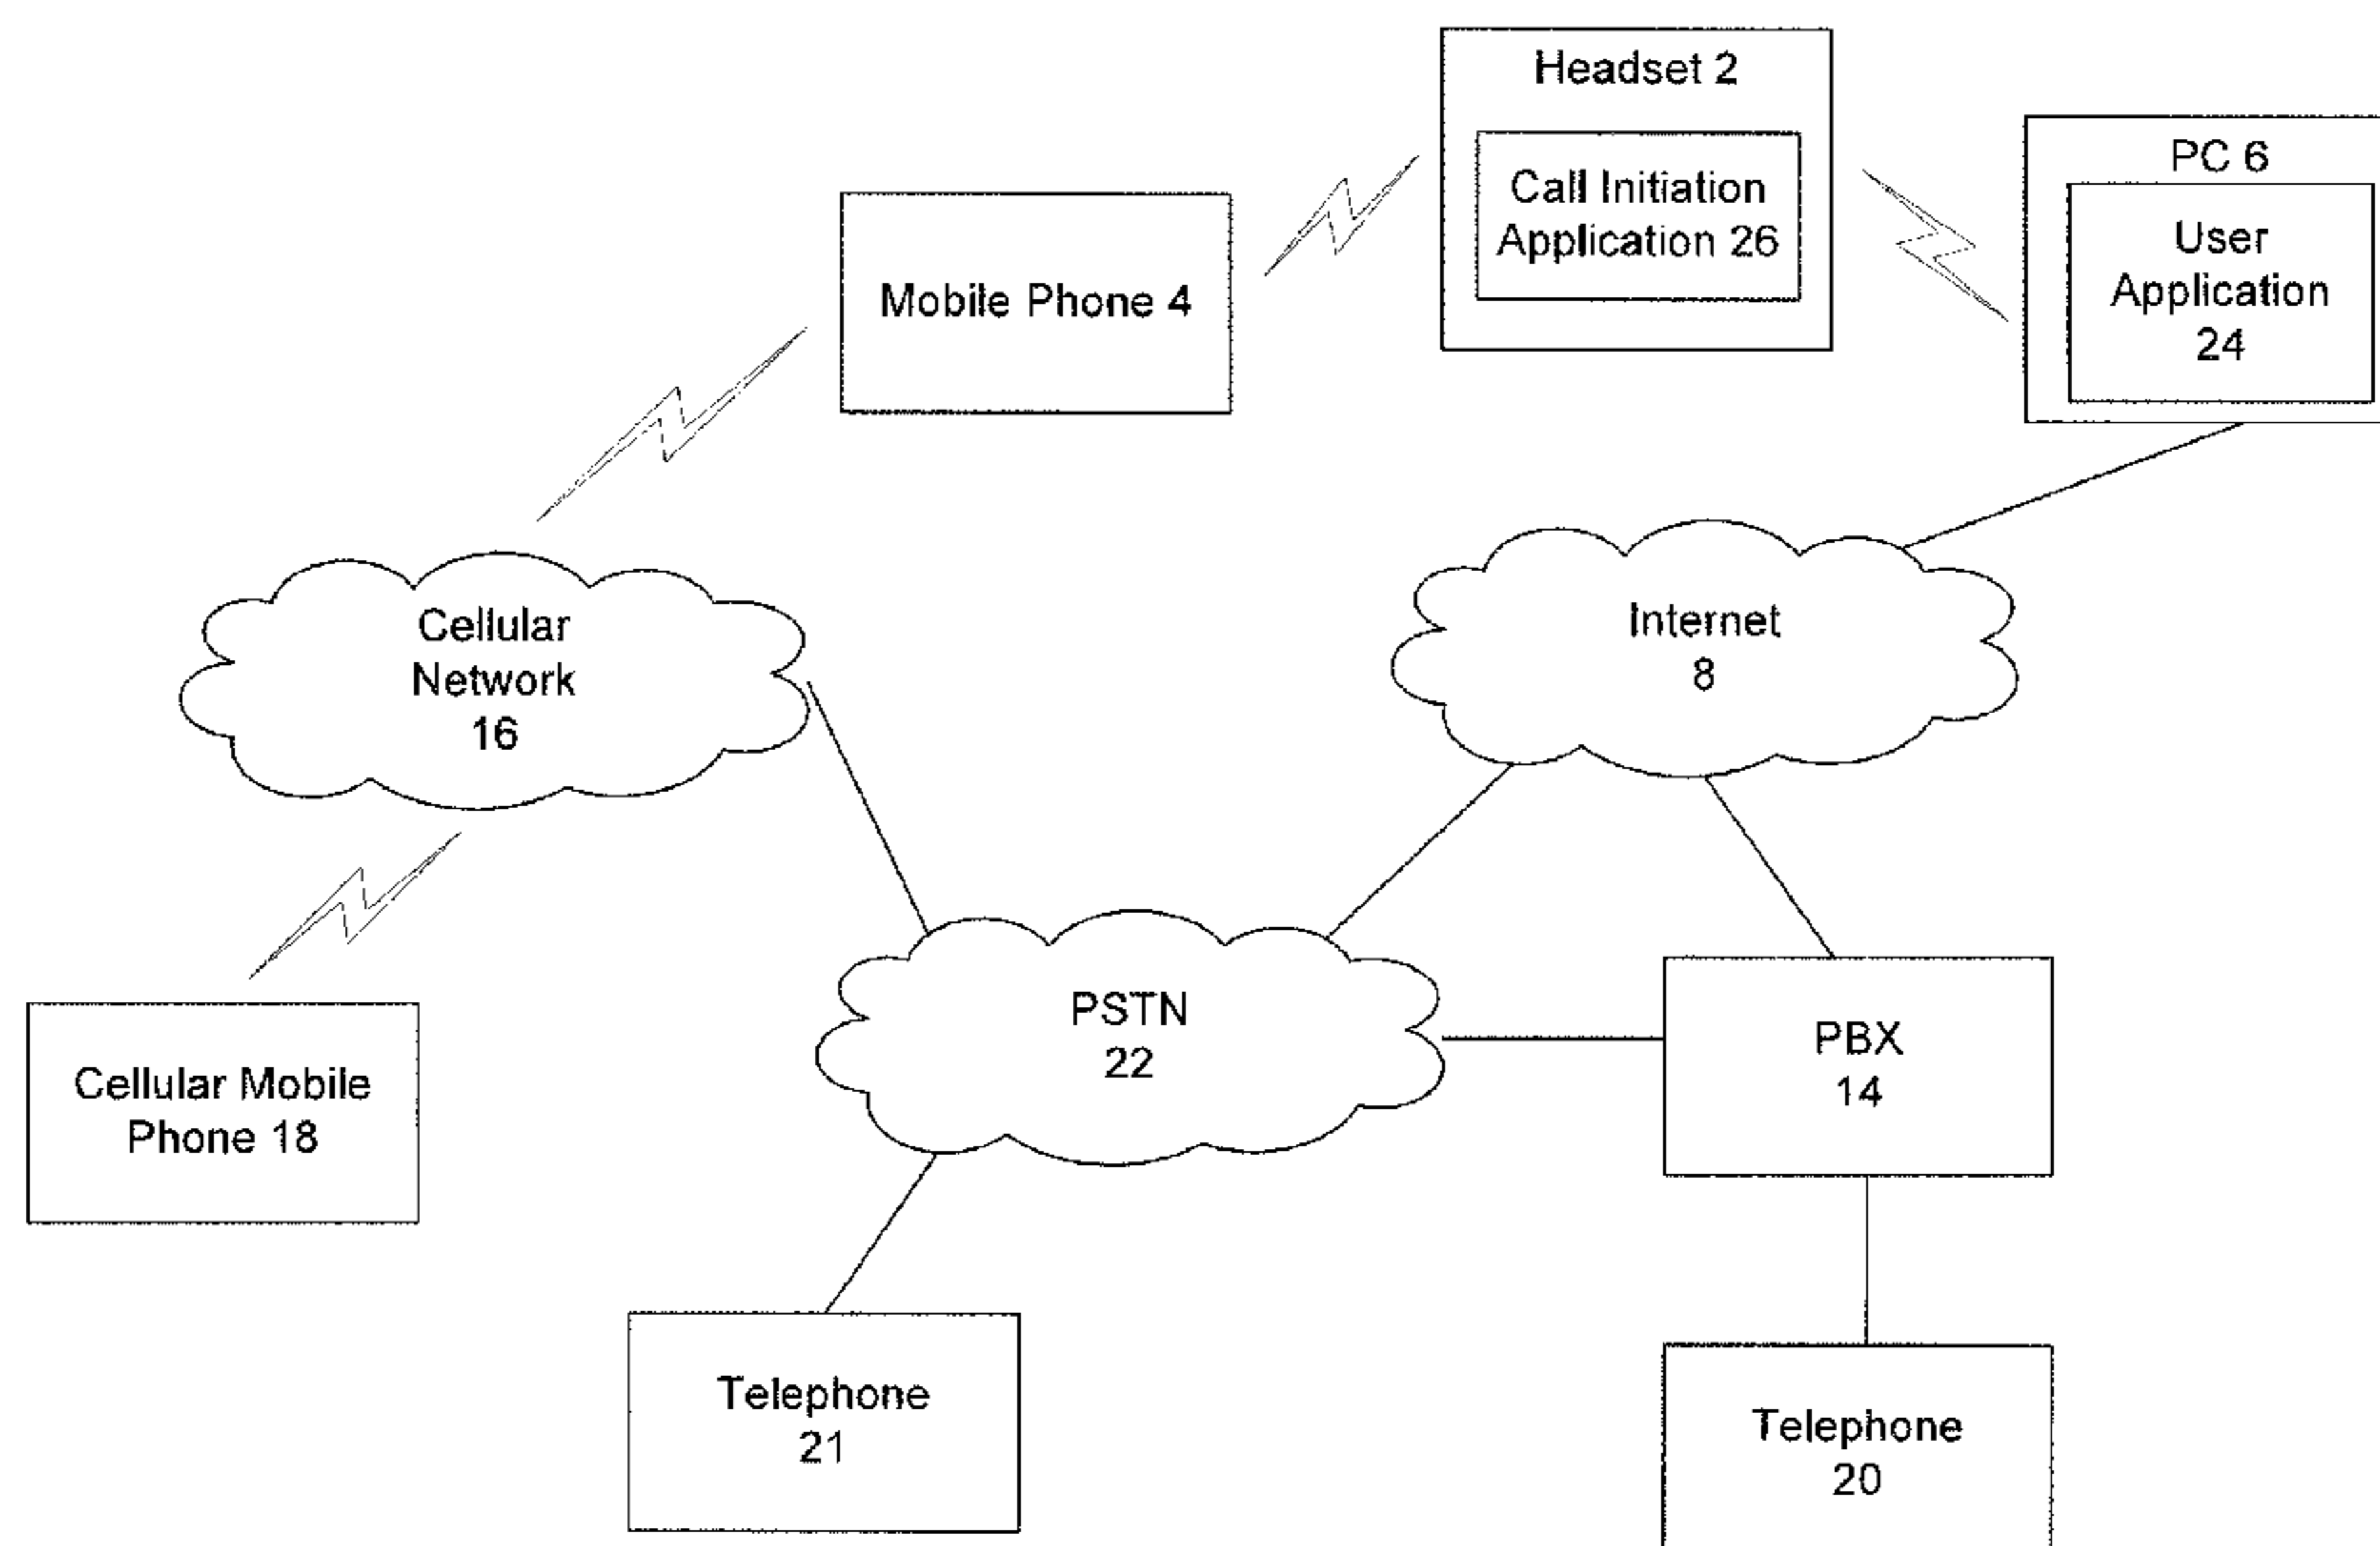 Headset 2
Call Initiation
Application 26
PC 6
User
Application
24
Mobile Phone 4
Cellular
Network
16
Internet
8
PSTN
22
PBX
14
Cellular Mobile
Phone 18
Telephone
21
Telephone
20